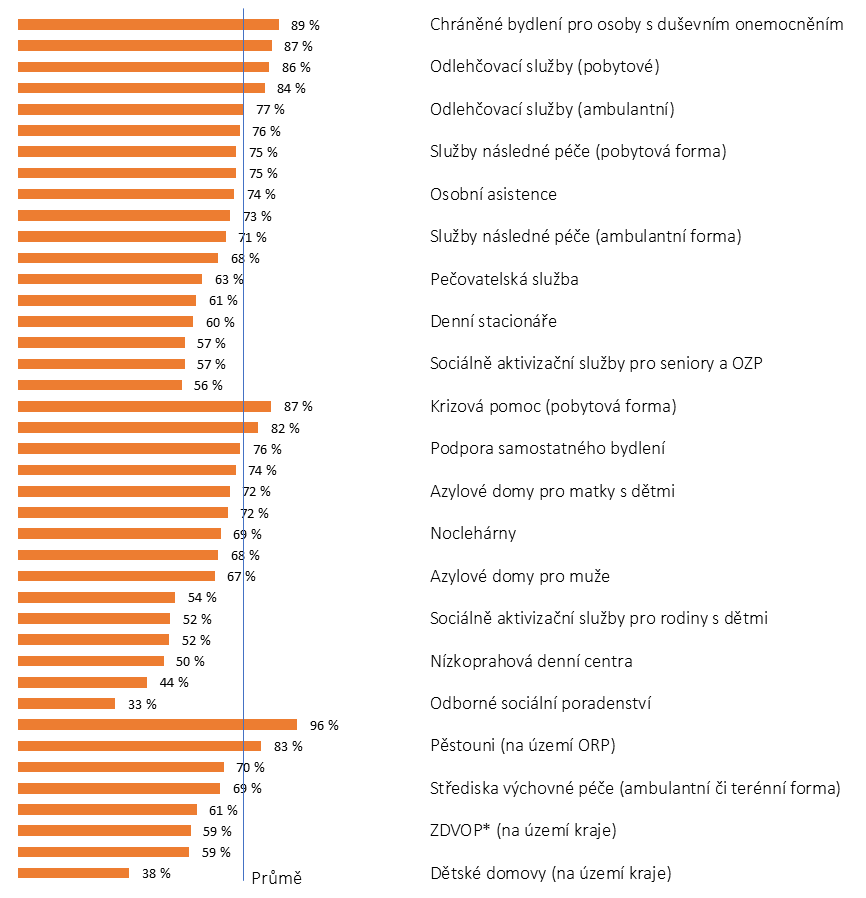 89 % Chráněné bydlení pro osoby s duševním onemocněním
87 %
86 % Odlehčovací služby (pobytové)
84 %
77 % Odlehčovací služby (ambulantní)
76 %
75 % Služby následné péče (pobytová forma)
75 %
74 % Osobní asistence
73 %
71 % Služby následné péče (ambulantní forma)
68 %
63 % Pečovatelská služba
61 %
60 % Denní stacionáře
57 %
57 % Sociálně aktivizační služby pro seniory a OZP
56 %
87 % Krizová pomoc (pobytová forma)
82 %
76 % Podpora samostatného bydlení
74 %
72 % Azylové domy pro matky s dětmi
72 %
69 % Noclehárny
68 %
67 % Azylové domy pro muže
54 %
52 % Sociálně aktivizační služby pro rodiny s dětmi
52 %
50 % Nízkoprahová denní centra
44 %
33 % Odborné sociální poradenství
96 %
83 % Pěstouni (na území ORP)
70 %
69 % Střediska výchovné péče (ambulantní či terénní forma)
61 %
59 % ZDVOP* (na území kraje)
59 %
38 % Dětské domovy (na území kraje)
Průmě